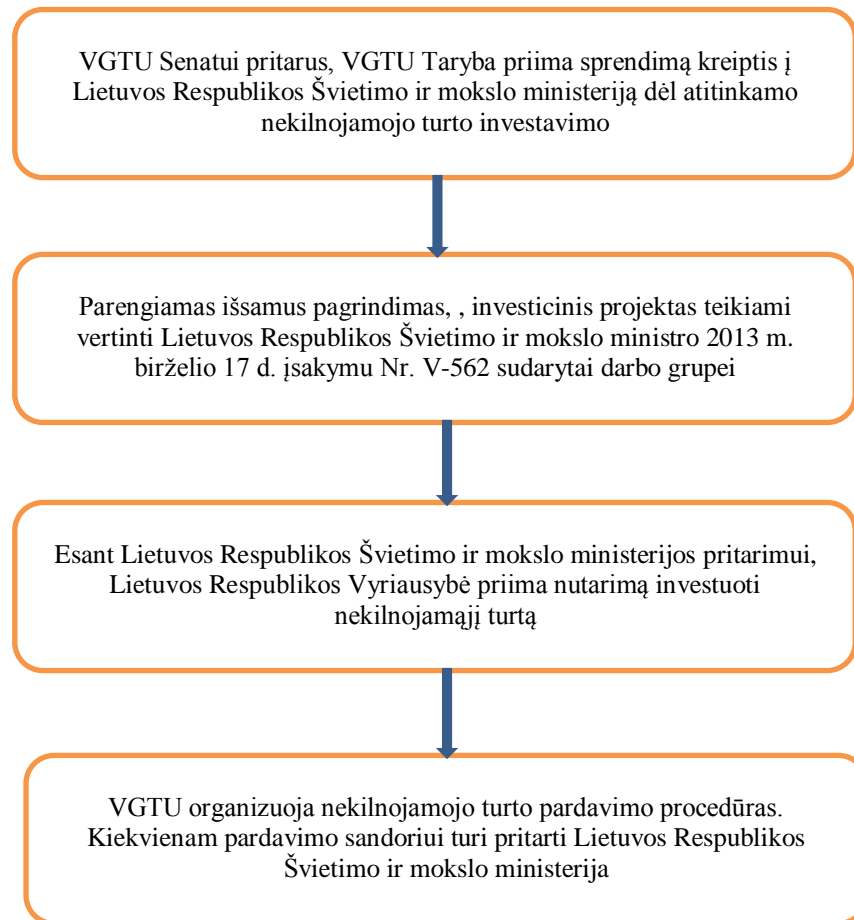 VGTU Senatui pritarus, VGTU Taryba priima sprendimą kreiptis į
Lietuvos Respublikos Švietimo ir mokslo ministeriją dėl atitinkamo
nekilnojamojo turto investavimo
Parengiamas išsamus pagrindimas, , investicinis projektas teikiami
vertinti Lietuvos Respublikos Švietimo ir mokslo ministro 2013 m.
birželio 17 d. įsakymu Nr. V-562 sudarytai darbo grupei
Esant Lietuvos Respublikos Švietimo ir mokslo ministerijos pritarimui,
Lietuvos Respublikos Vyriausybė priima nutarimą investuoti
nekilnojamąjį turtą
VGTU organizuoja nekilnojamojo turto pardavimo procedūras.
Kiekvienam pardavimo sandoriui turi pritarti Lietuvos Respublikos
Švietimo ir mokslo ministerija